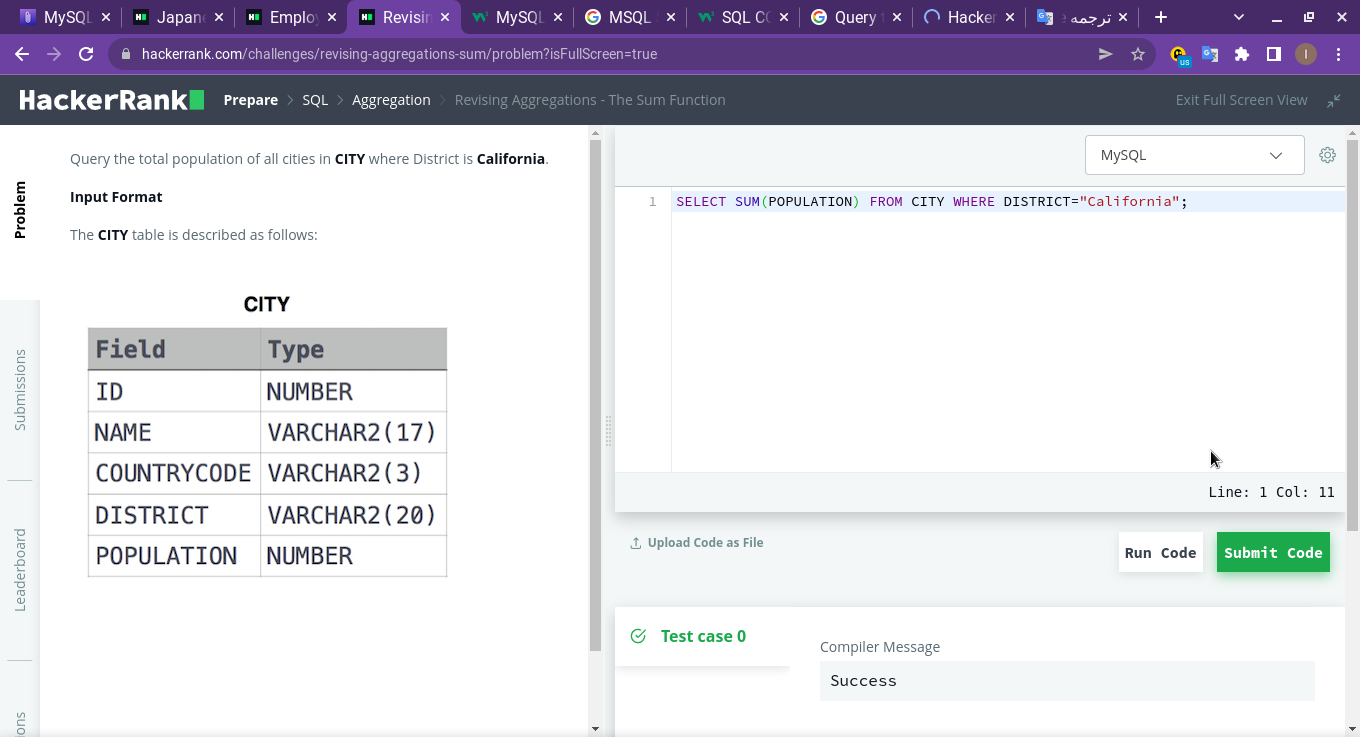 MySQL
Japane
Emplo
Revisin
MySQL
MSQL
SQL CO
Query
Hacker
ترجمه
hackerrank.com/challenges/revising-aggregations-sum/problem?isFullScreen=true
us
I
HackerRank
Prepare > SQL > Aggregation > Revising Aggregations - The Sum Function
Exit Full Screen View
Problem
Submissions
Leaderboard
Query the total population of all cities in CITY where District is California.
Input Format
The CITY table is described as follows:
CITY
Field Type
ID NUMBER
NAME VARCHAR2(17)
COUNTRYCODE VARCHAR2(3)
DISTRICT VARCHAR2(20)
POPULATION NUMBER
MySQL
1 SELECT SUM(POPULATION) FROM CITY WHERE DISTRICT="California";
Line: 1 Col: 11
Upload Code as File
Run Code
Submit Code
Test case 0
Compiler Message
Success